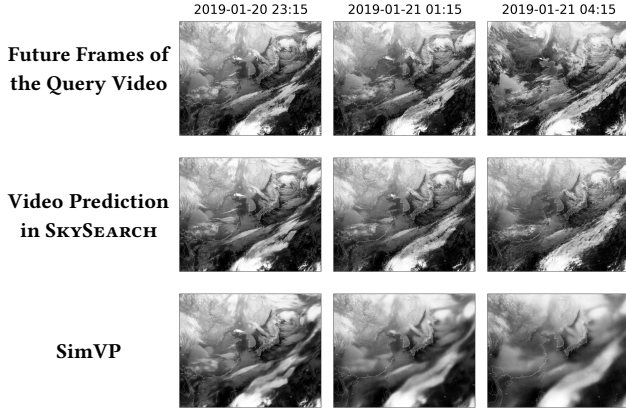 2019-01-20 23:15 2019-01-21 01:15 2019-01-21 04:15
Future Frames of
the Query Video
Video Prediction
in SkySearch
SimVP